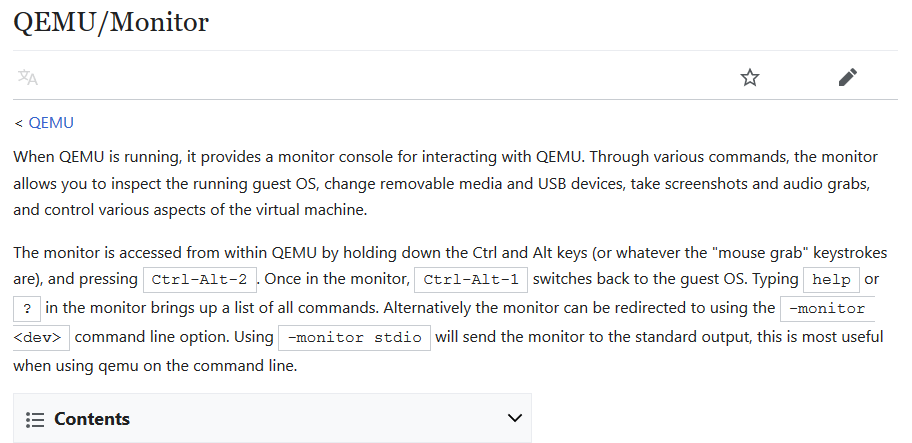 QEMU/Monitor
< QEMU
When QEMU is running, it provides a monitor console for interacting with QEMU. Through various commands, the monitor
allows you to inspect the running guest OS, change removable media and USB devices, take screenshots and audio grabs,
and control various aspects of the virtual machine.
The monitor is accessed from within QEMU by holding down the Ctrl and Alt keys (or whatever the "mouse grab" keystrokes
are), and pressing Ctrl-Alt-2 . Once in the monitor, Ctrl-Alt-1 switches back to the guest OS. Typing help or
? in the monitor brings up a list of all commands. Alternatively the monitor can be redirected to using the -monitor
<dev> command line option. Using -monitor stdio will send the monitor to the standard output, this is most useful
when using qemu on the command line.
Contents